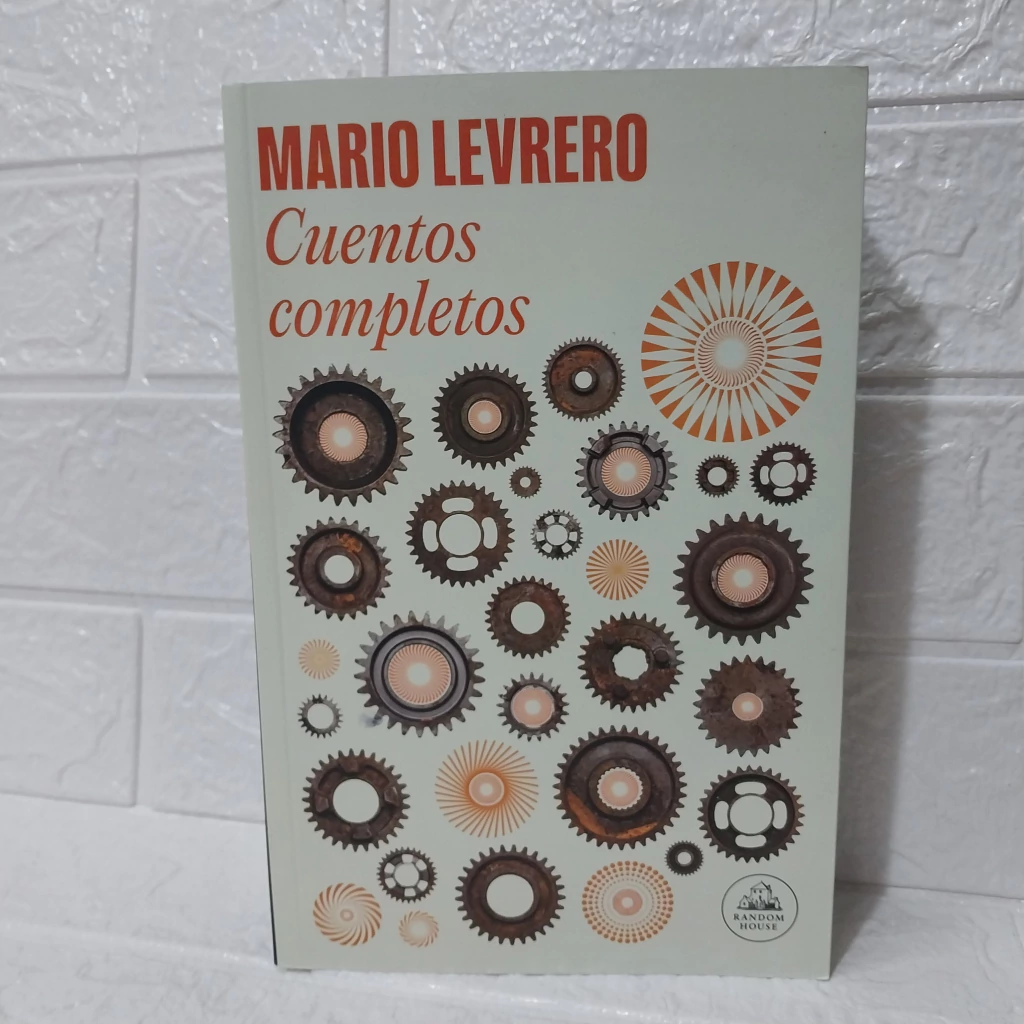 MARIO LEVRERO
Cuentos
completos
RANDOM
HOUSE